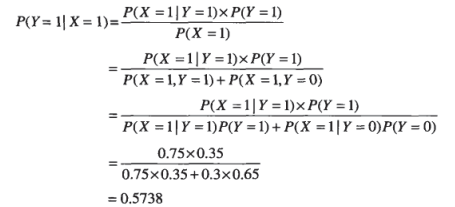 P(Y=1|X=1)= P(X=1|Y=1)×P(Y=1) / P(X=1)
= P(X=1|Y=1)×P(Y=1) / P(X=1,Y=1)+P(X=1,Y=0)
= P(X=1|Y=1)×P(Y=1) / P(X=1|Y=1)P(Y=1)+P(X=1|Y=0)P(Y=0)
= 0.75×0.35 / 0.75×0.35+0.3×0.65
= 0.5738